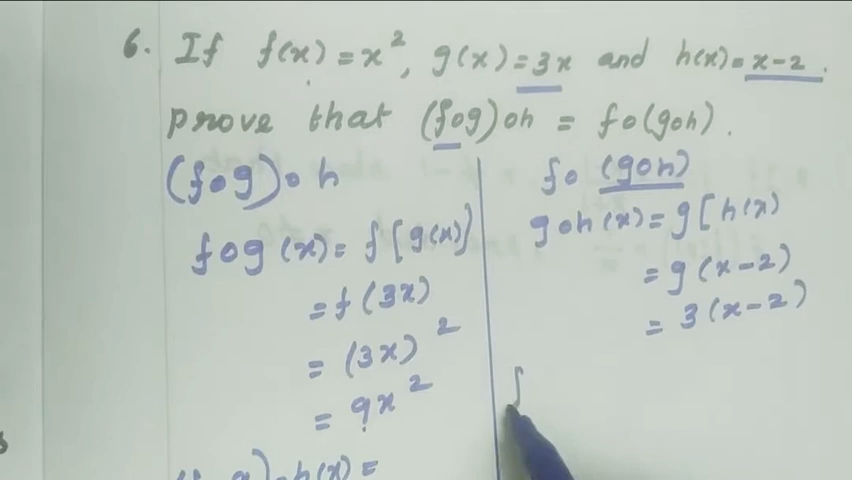 6. If f(x) = x², g(x) = 3x and h(x) = x-2.
prove that (fog)oh = fo(goh).
(fog)∘h
fog(x) = f[g(x)]
= f(3x)
= (3x)²
= 9x²
)∘h(x) =
fo (goh)
goh(x) = g[h(x)
= g(x-2)
= 3(x-2)
f